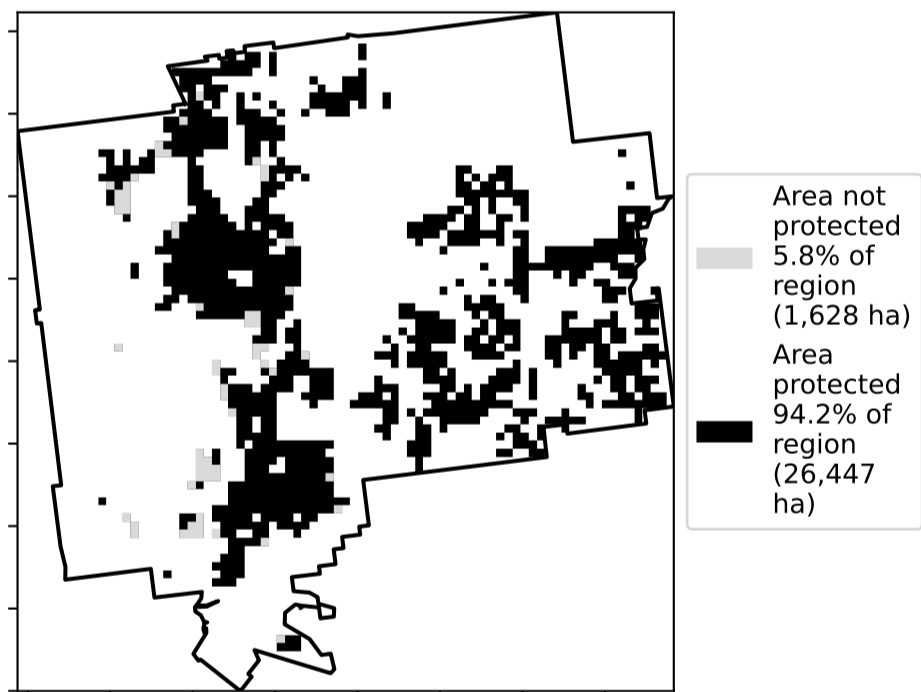 Area not
protected
5.8% of
region
(1,628 ha)
Area
protected
94.2% of
region
(26,447
ha)